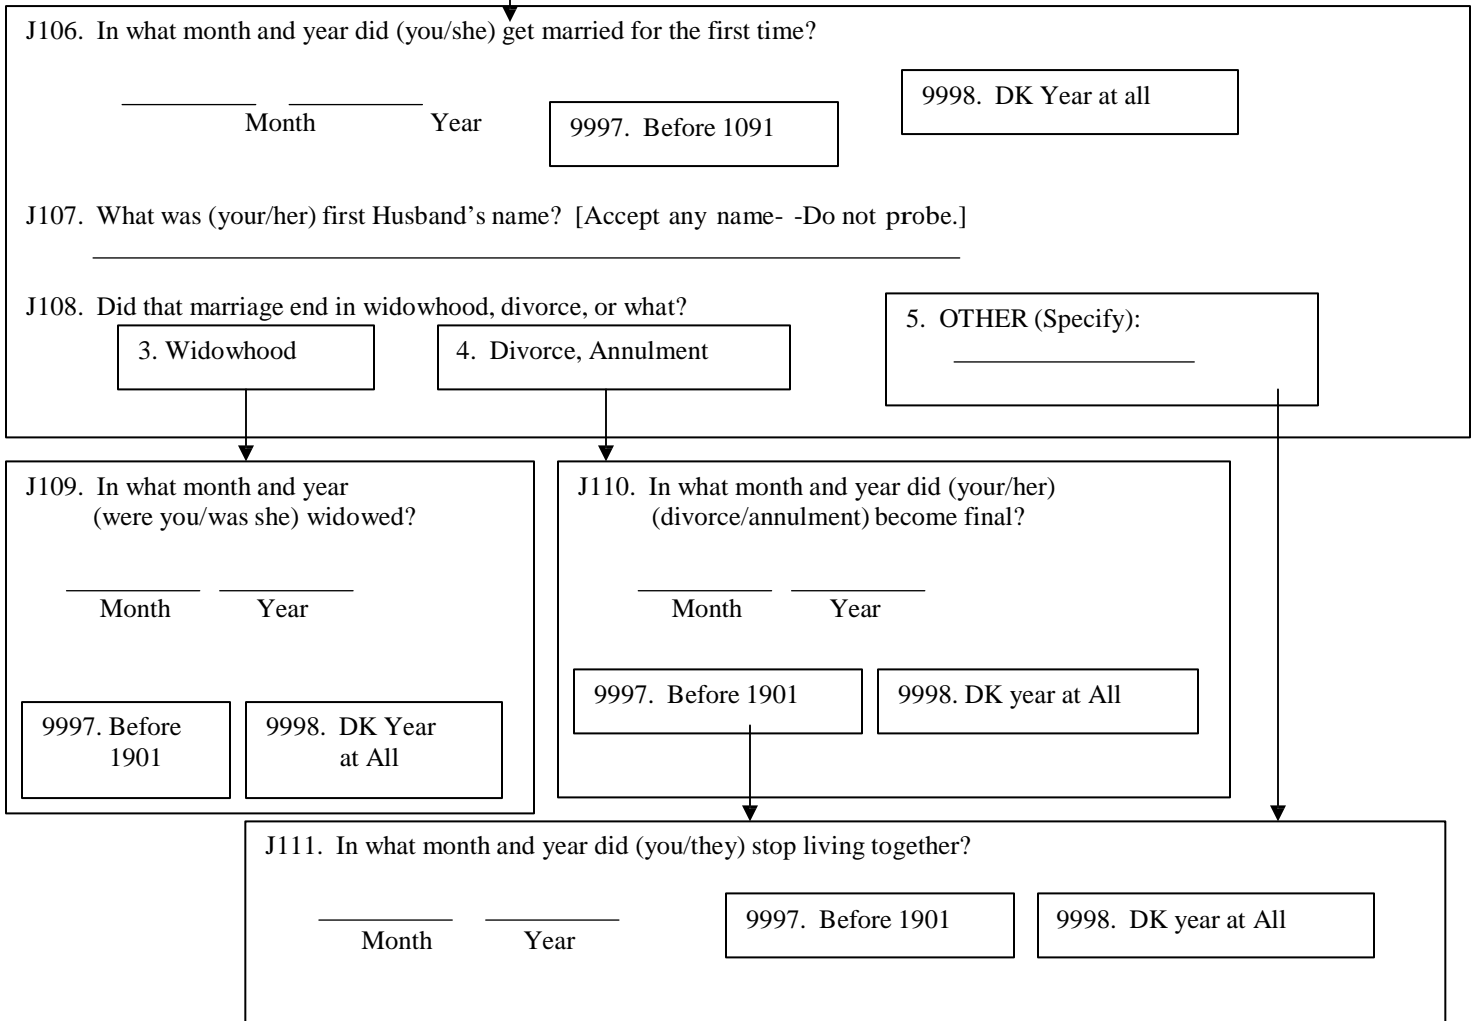 J106. In what month and year did (you/she) get married for the first time?
9998. DK Year at all
Month Year
9997. Before 1091
J107. What was (your/her) first Husband's name? [Accept any name- -Do not probe.]
J108. Did that marriage end in widowhood, divorce, or what?
3. Widowhood
4. Divorce, Annulment
5. OTHER (Specify):
J109. In what month and year
(were you/was she) widowed?
Month Year
9997. Before
1901
9998. DK Year
at All
J110. In what month and year did (your/her)
(divorce/annulment) become final?
Month Year
9997. Before 1901
9998. DK year at All
J111. In what month and year did (you/they) stop living together?
Month Year
9997. Before 1901
9998. DK year at All